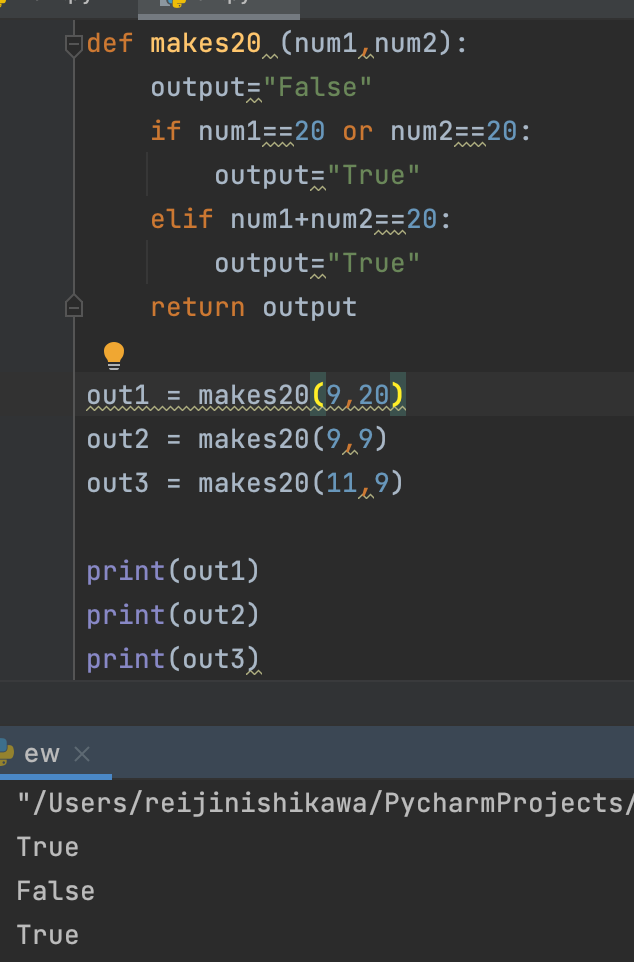 def makes20 (num1,num2):
    output="False"
    if num1==20 or num2==20:
        output="True"
    elif num1+num2==20:
        output="True"
    return output
out1 = makes20(9,20)
out2 = makes20(9,9)
out3 = makes20(11,9)
print(out1)
print(out2)
print(out3)
ew
"/Users/reijinishikawa/PycharmProjects/
True
False
True